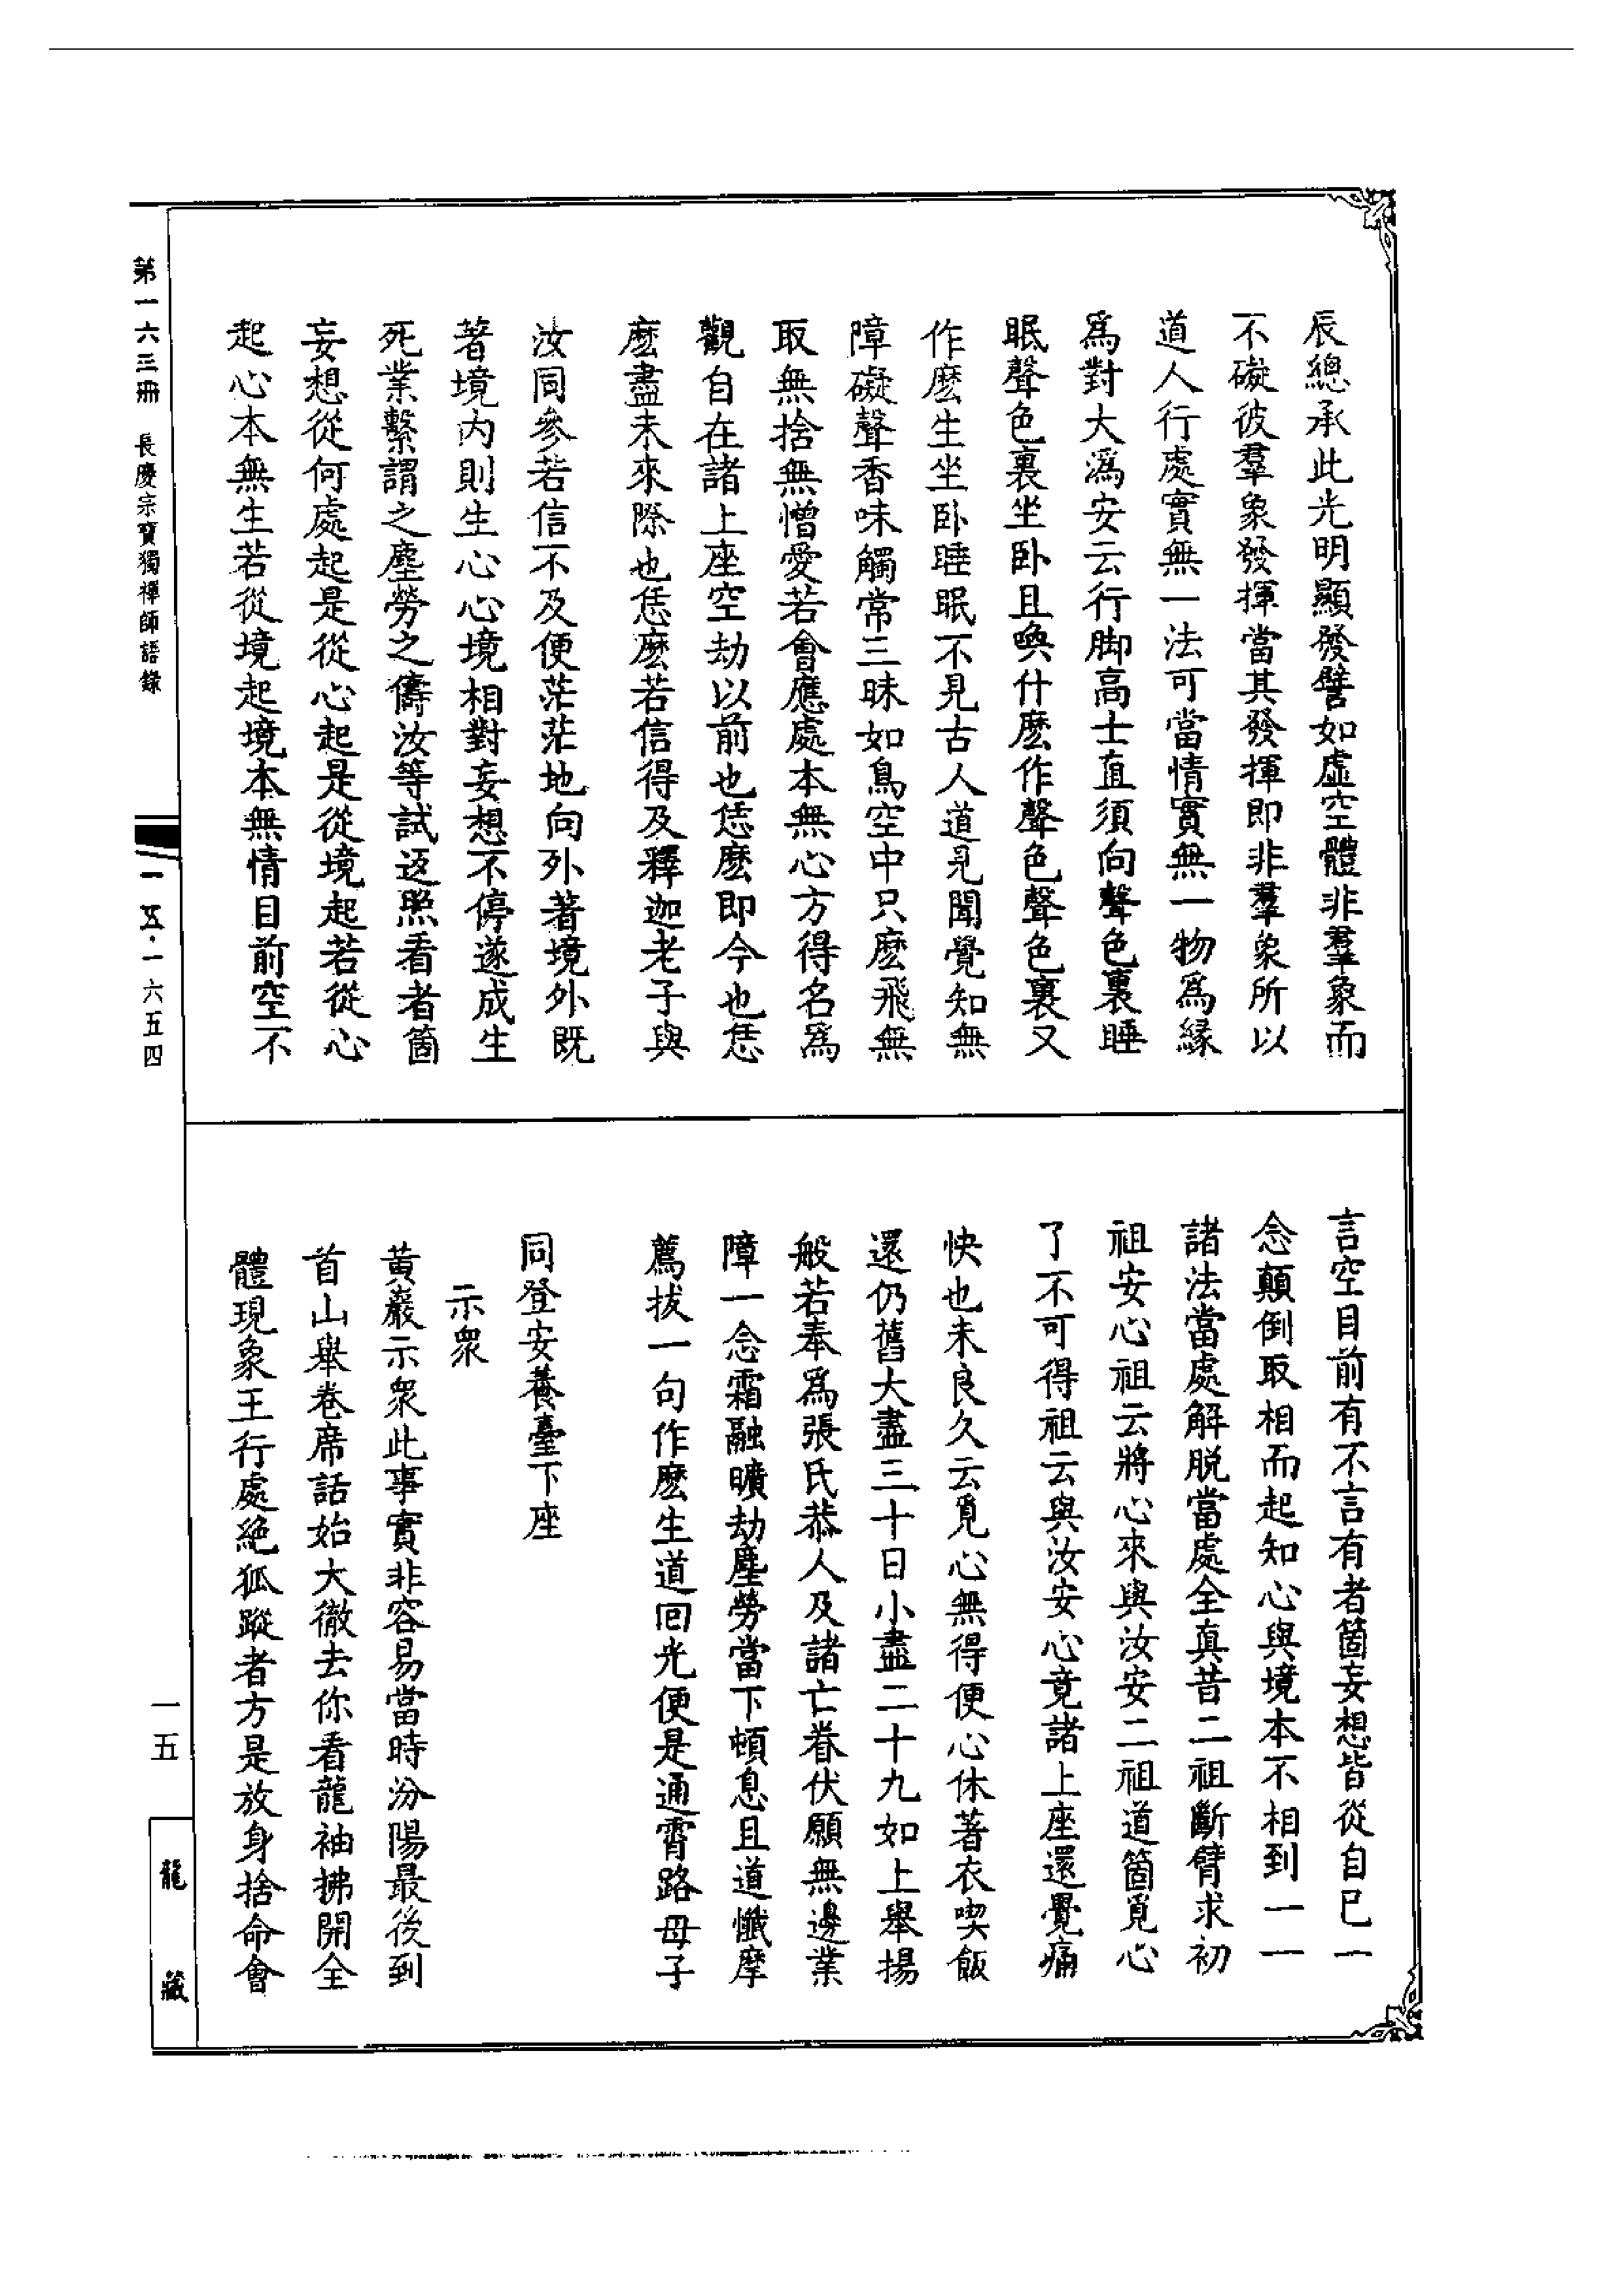 辰總承此光明顯發譬如虛空體非羣象而
不礙彼羣象發揮當其發揮即非羣象所以
道人行處實無一法可當情實無一物爲緣
爲對大溈安云行脚高士直須向聲色裏睡
眠聲色裏坐卧且喚什麽作聲色聲色裏又
作麽生坐卧睡眠不見古人道見聞覺知無
障礙聲香味觸常三昧如鳥空中只麽飛無
取無捨無憎愛若會應處本無心方得名爲
觀自在諸上座空劫以前也恁麽即今也恁
麽盡未來際也恁麽若信得及釋迦老子與
汝同參若信不及便茫茫地向外著境外既
著境內則生心心境相對妄想不停遂成生
死業繫謂之塵勞之儔汝等試返照看者箇
妄想從何處起是從心起是從境起若從心
起心本無生若從境起境本無情目前空不
言空目前有不言有者箇妄想皆從自己一
念顛倒取相而起知心與境本不相到一一
諸法當處解脱當處全真昔二祖斷臂求初
祖安心祖云將心來與汝安二祖道箇覓心
了不可得祖云與汝安心竟諸上座還覺痛
快也未良久云覓心無得便心休著衣喫飯
還仍舊大盡三十日小盡二十九如上舉揚
般若奉爲張氏恭人及諸亡眷伏願無邊業
障一念霜融曠劫塵勞當下頓息且道懺摩
薦拔一句作麽生道回光便是通霄路母子
同登安養臺下座
示衆
黃巖示衆此事實非容易當時汾陽最後到
首山舉卷席話始大徹去你看龍袖拂開全
體現象王行處絕狐蹤者方是放身捨命會
第一六三冊 長慶宗寶獨禪師語錄
一五·一六五四
一五
龍藏